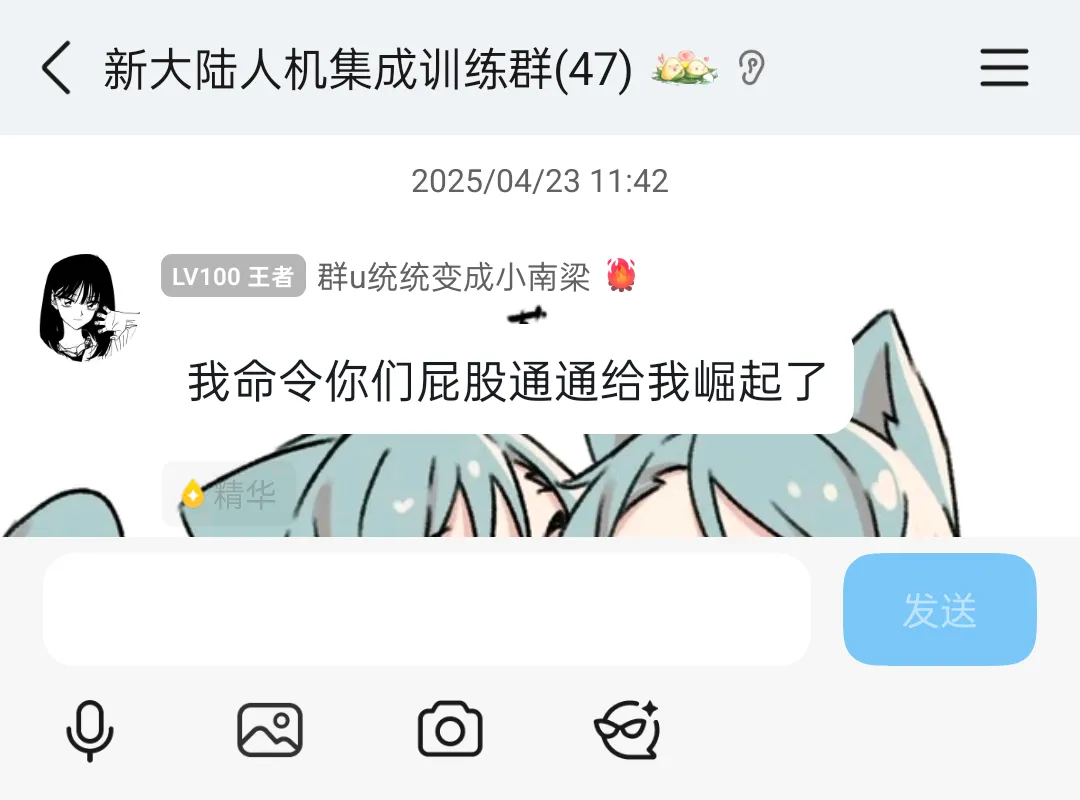 新大陆人机集成训练群(47)
2025/04/23 11:42
LV100 王者 群u统统变成小南梁
我命令你们屁股通通给我崛起了
精华
发送